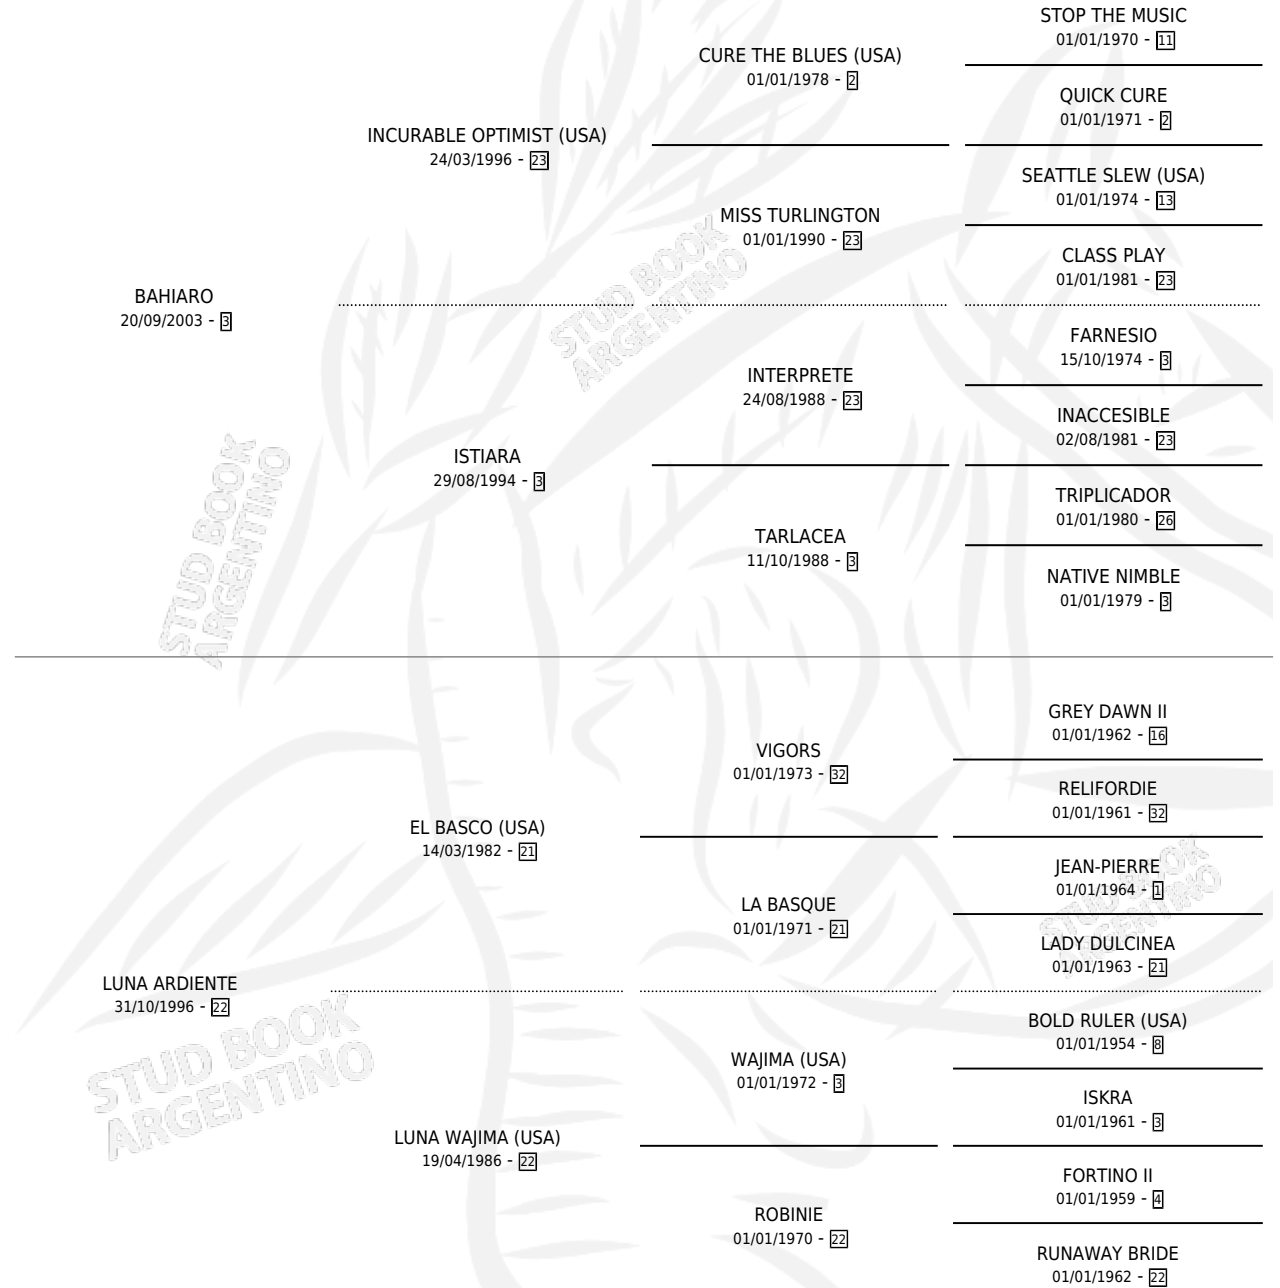 STOP THE MUSIC
01/01/1970 - 11
CURE THE BLUES (USA)
01/01/1978 - 2
QUICK CURE
01/01/1971 - 2
INCURABLE OPTIMIST (USA)
24/03/1996 - 23
SEATTLE SLEW (USA)
01/01/1974 - 13
MISS TURLINGTON
01/01/1990 - 23
CLASS PLAY
01/01/1981 - 23
BAHIARO
20/09/2003 - 3
STUD BOOK
ARGENTINO
FARNESIO
15/10/1974 - 3
INTERPRETE
24/08/1988 - 23
INACCESIBLE
02/08/1981 - 23
ISTIARA
29/08/1994 - 3
TRIPLICADOR
01/01/1980 - 26
TARLACEA
11/10/1988 - 3
NATIVE NIMBLE
01/01/1979 - 3
STUD BOOK
ARGENTINO
GREY DAWN II
01/01/1962 - 16
VIGORS
01/01/1973 - 32
RELIFORDIE
01/01/1961 - 32
EL BASCO (USA)
14/03/1982 - 21
JEAN-PIERRE
01/01/1964 - 1
LA BASQUE
01/01/1971 - 21
STUD BOOK
ARGENTINO
LADY DULCINEA
01/01/1963 - 21
LUNA ARDIENTE
31/10/1996 - 22
BOLD RULER (USA)
01/01/1954 - 8
WAJIMA (USA)
01/01/1972 - 3
ISKRA
01/01/1961 - 3
STUD BOOK
ARGENTINO
LUNA WAJIMA (USA)
19/04/1986 - 22
FORTINO II
01/01/1959 - 4
ROBINIE
01/01/1970 - 22
RUNAWAY BRIDE
01/01/1962 - 22